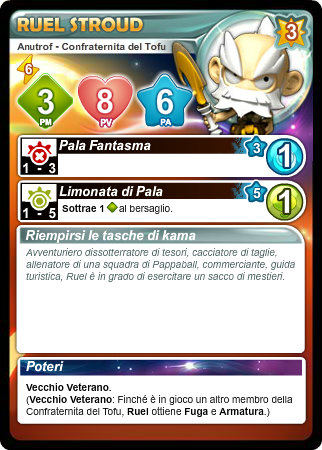 RUEL STROUD
3
Anutrof - Confraternita del Tofu
6
3 PM
8 PV
6 PA
Pala Fantasma
1 - 3
3
1
Limonata di Pala
1 - 5
Sottrae 1 al bersaglio.
5
1
Riempirsi le tasche di kama
Avventuriero dissotterratore di tesori, cacciatore di taglie,
allenatore di una squadra di Pappaball, commerciante, guida
turistica, Ruel è in grado di esercitare un sacco di mestieri.
Poteri
Vecchio Veterano.
(Vecchio Veterano: Finché è in gioco un altro membro della
Confraternita del Tofu, Ruel ottiene Fuga e Armatura.)